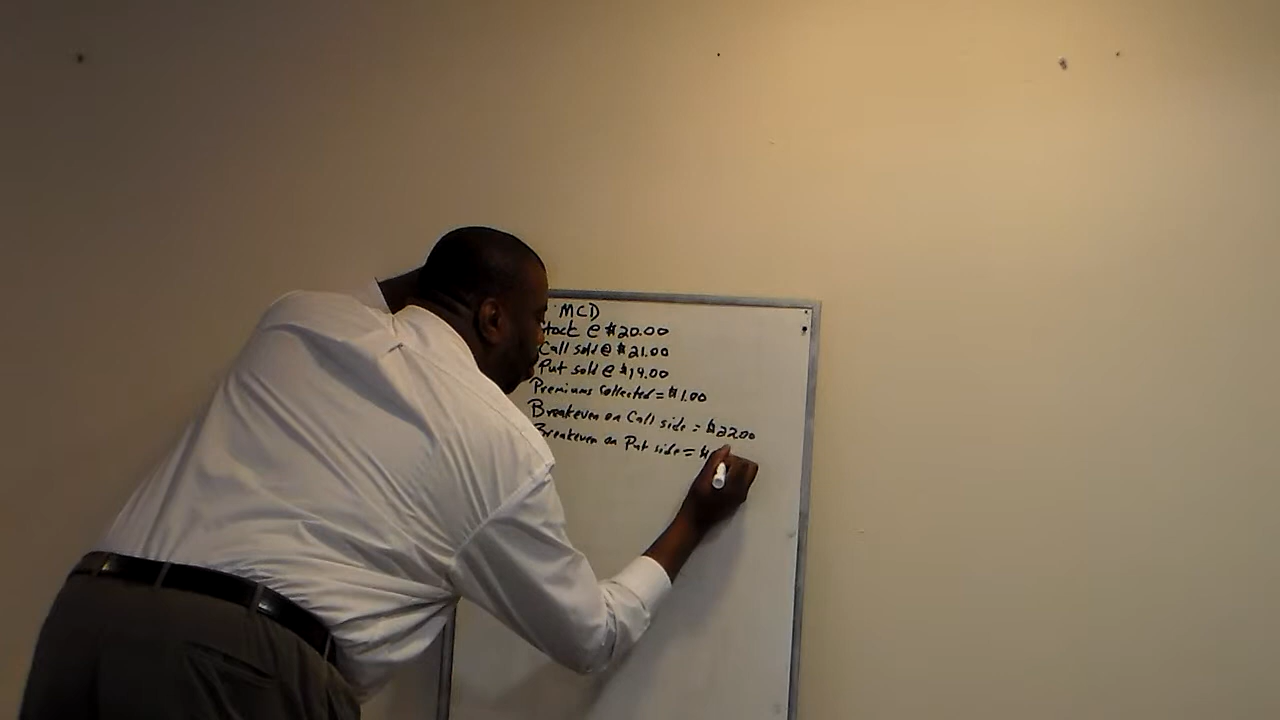 MCD
tock @ $20.00
Call sold @ $21.00
Put sold @ $19.00
Premiums Collected = $1.00
Breakeven on Call side = $22.00
Breakeven on Put side = $